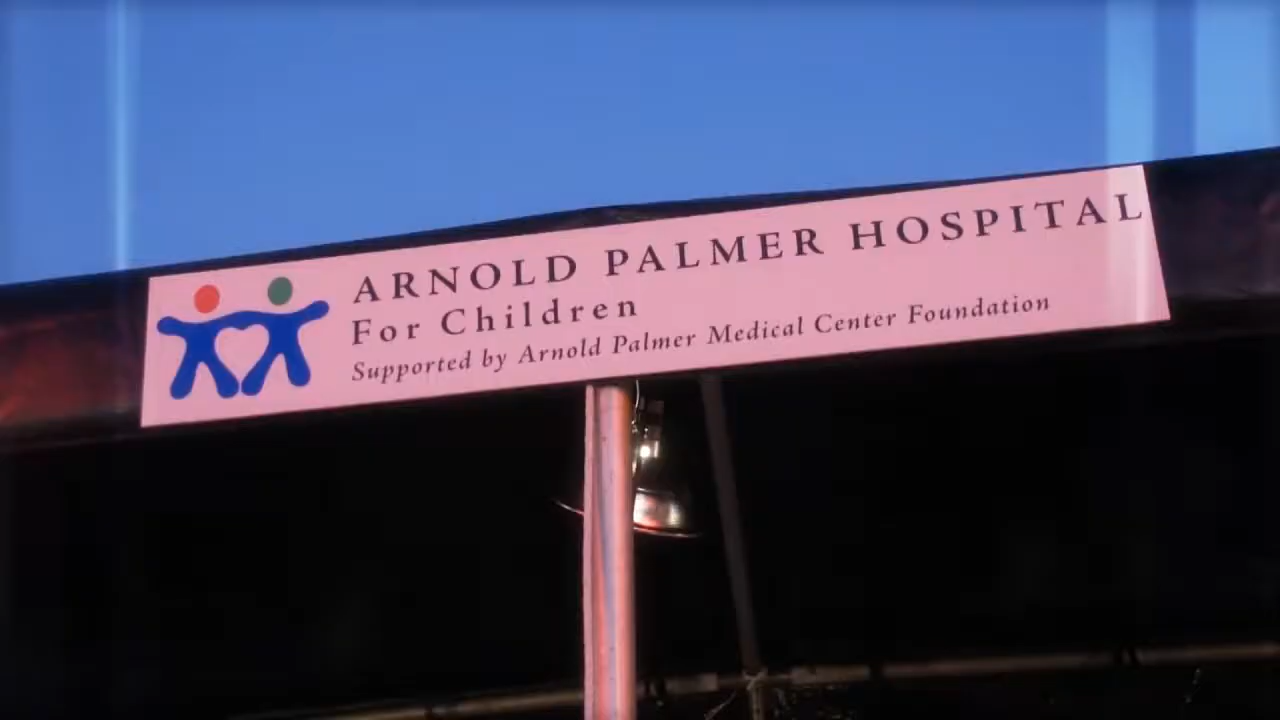 ARNOLD PALMER HOSPITAL
For Children
Supported by Arnold Palmer Medical Center Foundation